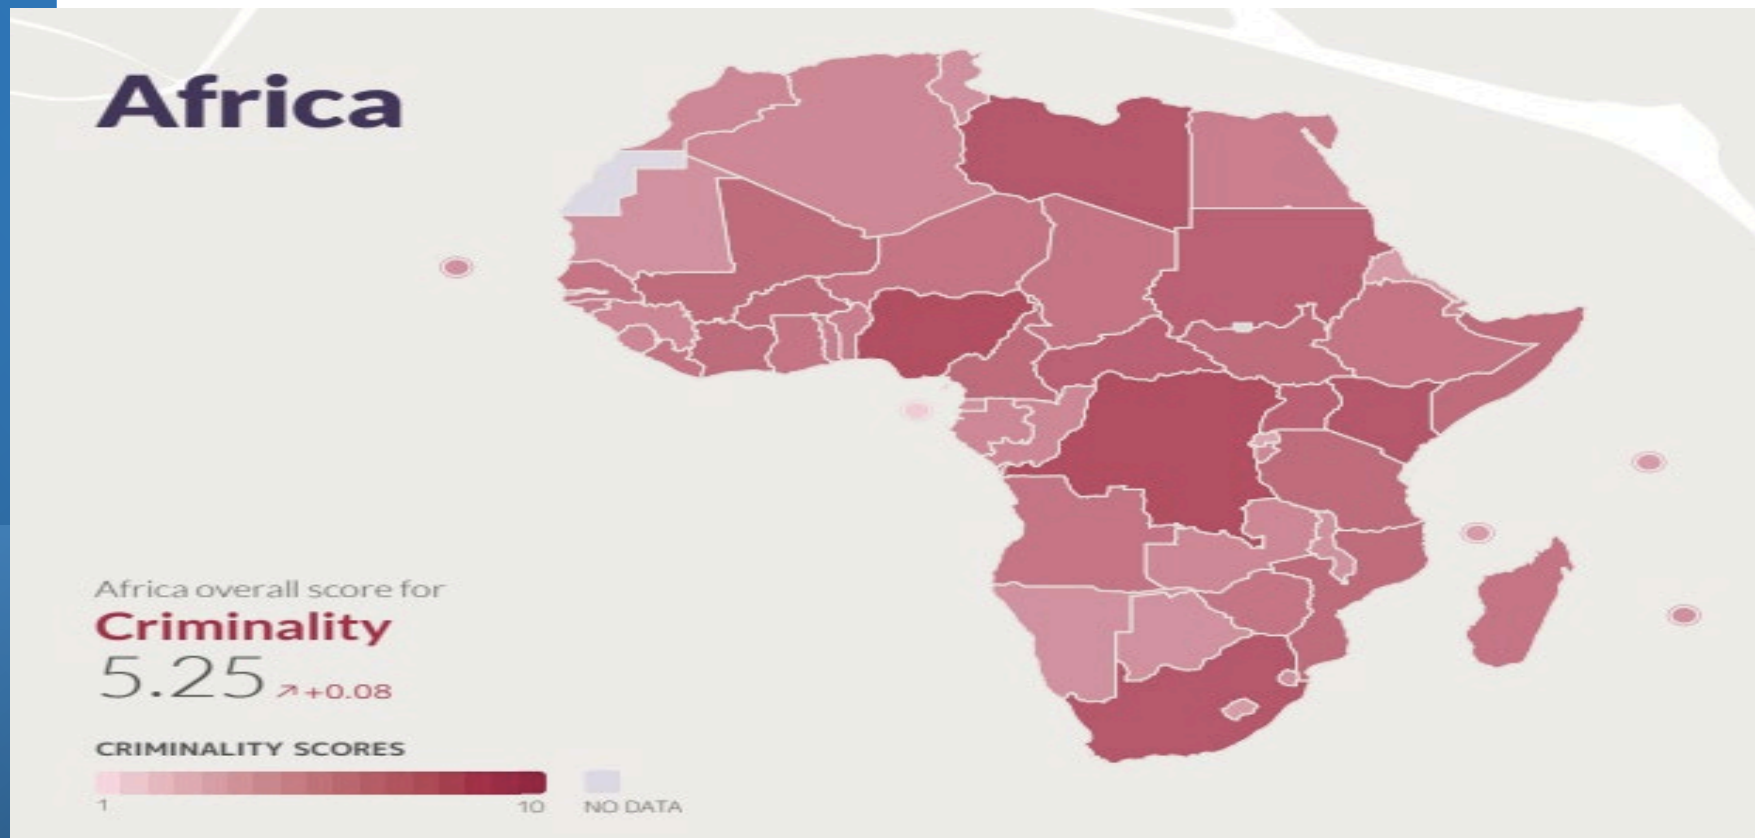 Africa
Africa overall score for
Criminality
5.25 ↗+0.08
CRIMINALITY SCORES
1 10 NO DATA